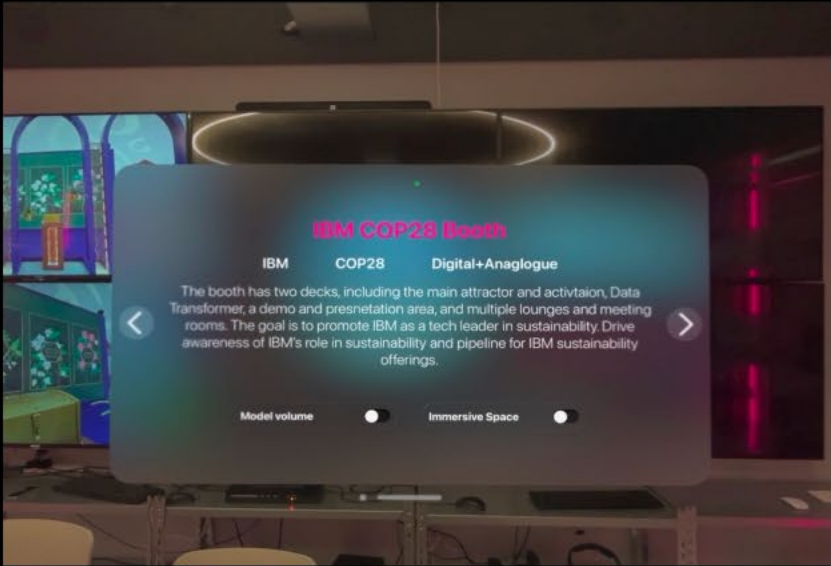 IBM COP28 Booth
IBM COP28 Digital+Anaglogue
The booth has two decks, including the main attractor and activtaion, Data
Transformer, a demo and presnetation area, and multiple lounges and meeting
rooms. The goal is to promote IBM as a tech leader in sustainability. Drive
awareness of IBM's role in sustainability and pipeline for IBM sustainability
offerings.
Model volume Immersive Space